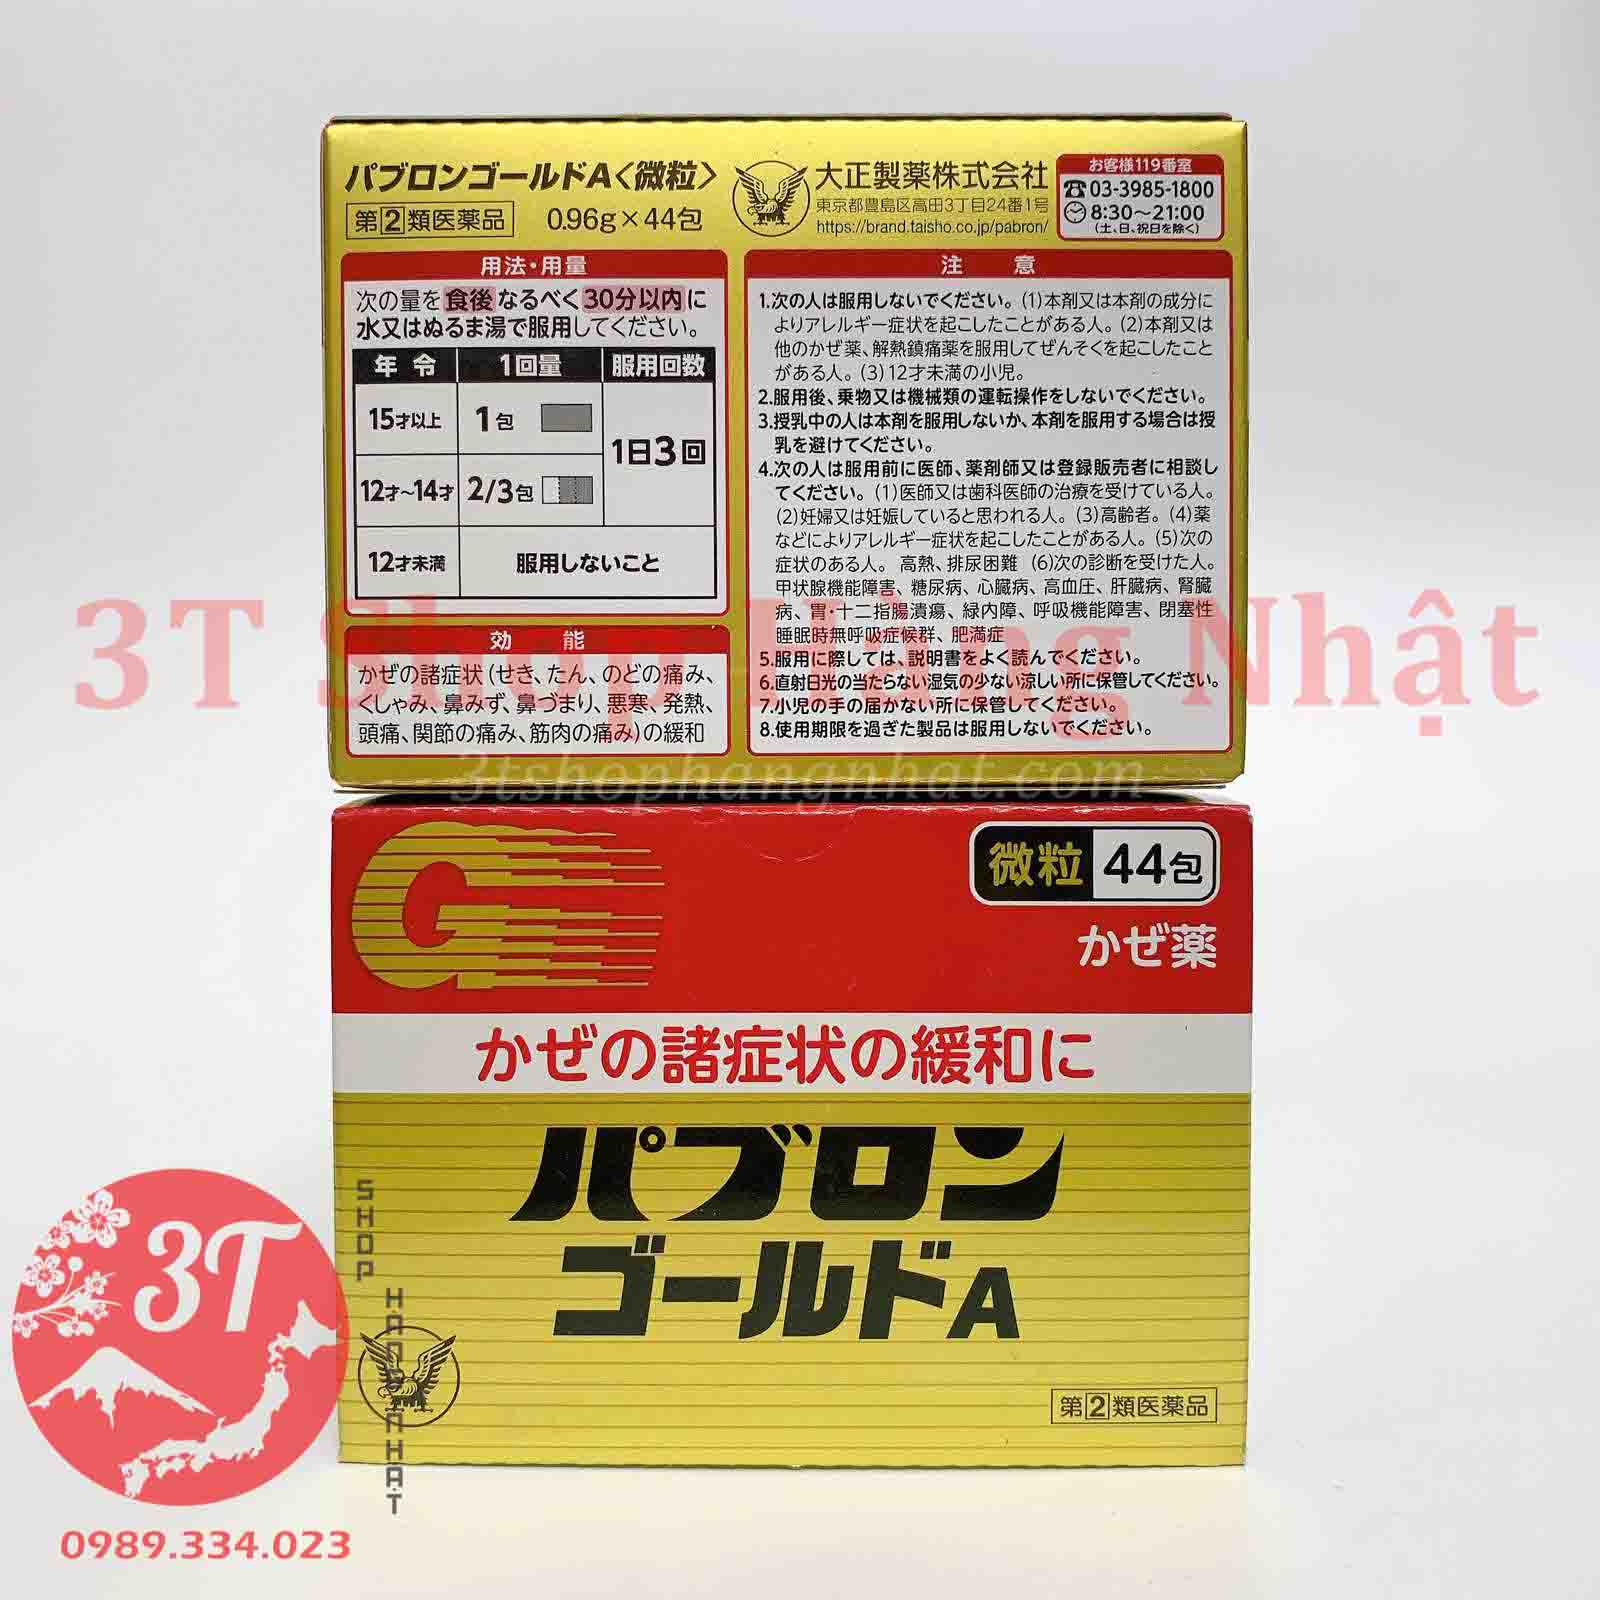 パブロンゴールドA〈微粒〉
第②類医薬品 0.96g×44包
大正製薬株式会社
東京都豊島区高田3丁目24番1号
https://brand.taisho.co.jp/pabron/
お客様119番室
03-3985-1800
8:30〜21:00
(土、日、祝日を除く)
用法・用量
次の量を食後なるべく30分以内に
水又はぬるま湯で服用してください。
年令 1回量 服用回数
15才以上 1包
1日3回
12才〜14才 2/3包
12才未満 服用しないこと
効能
かぜの諸症状(せき、たん、のどの痛み、
くしゃみ、鼻みず、鼻づまり、悪寒、発熱、
頭痛、関節の痛み、筋肉の痛み)の緩和
注意
1.次の人は服用しないでください。(1)本剤又は本剤の成分に
よりアレルギー症状を起こしたことがある人。(2)本剤又は
他のかぜ薬、解熱鎮痛薬を服用してぜんそくを起こしたこと
がある人。(3)12才未満の小児。
2.服用後、乗物又は機械類の運転操作をしないでください。
3.授乳中の人は本剤を服用しないか、本剤を服用する場合は授
乳を避けてください。
4.次の人は服用前に医師、薬剤師又は登録販売者に相談し
てください。(1)医師又は歯科医師の治療を受けている人。
(2)妊婦又は妊娠していると思われる人。(3)高齢者。(4)薬
などによりアレルギー症状を起こしたことがある人。(5)次の
症状のある人。高熱、排尿困難 (6)次の診断を受けた人。
甲状腺機能障害、糖尿病、心臓病、高血圧、肝臓病、腎臓
病、胃・十二指腸潰瘍、緑内障、呼吸機能障害、閉塞性
睡眠時無呼吸症候群、肥満症
5.服用に際しては、説明書をよく読んでください。
6.直射日光の当たらない湿気の少ない涼しい所に保管してください。
7.小児の手の届かない所に保管してください。
8.使用期限を過ぎた製品は服用しないでください。
3T Shop Hàng Nhật
3tshophangnhat.com
G
微粒 44包
かぜ薬
かぜの諸症状の緩和に
パブロン
ゴールドA
第②類医薬品
3T
SHOP HANG NHAT
0989.334.023